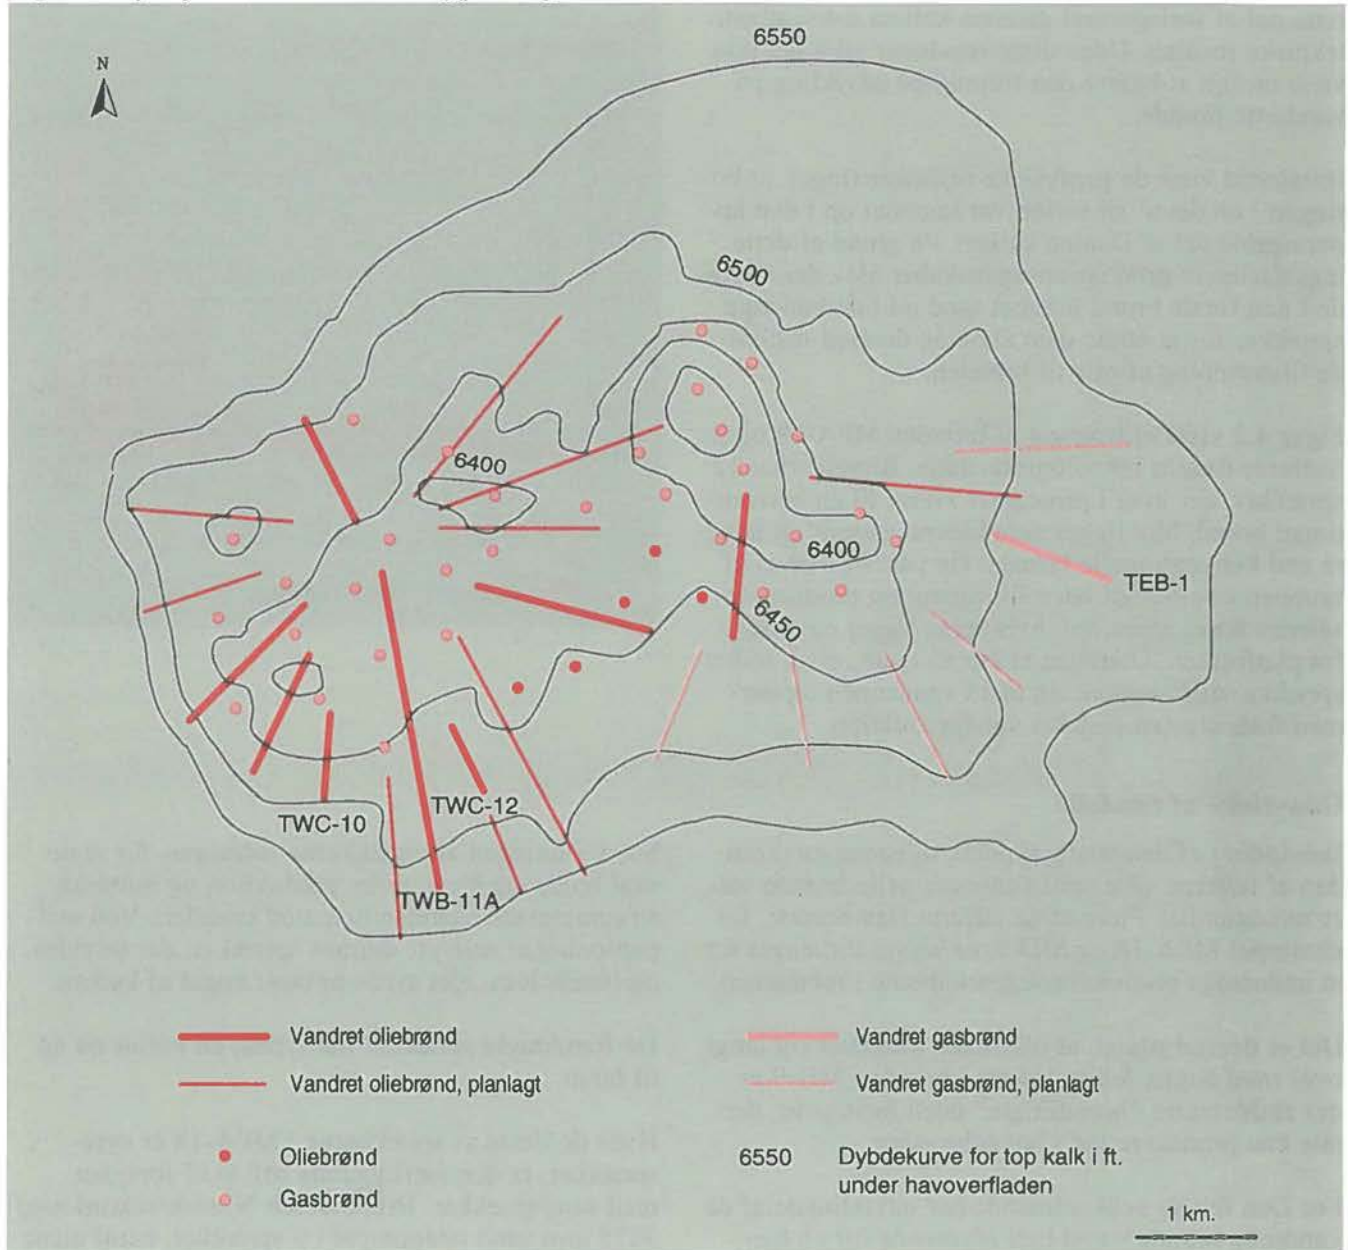 6550
N
6500
6400
6400
TEB-1
6450
TWC-12
TWC-10
TWB-11A
Vandret oliebrønd
Vandret gasbrønd
Vandret oliebrønd, planlagt
Vandret gasbrønd, planlagt
Oliebrønd
6550 Dybdekurve for top kalk i ft.
under havoverfladen
Gasbrønd
1 km.